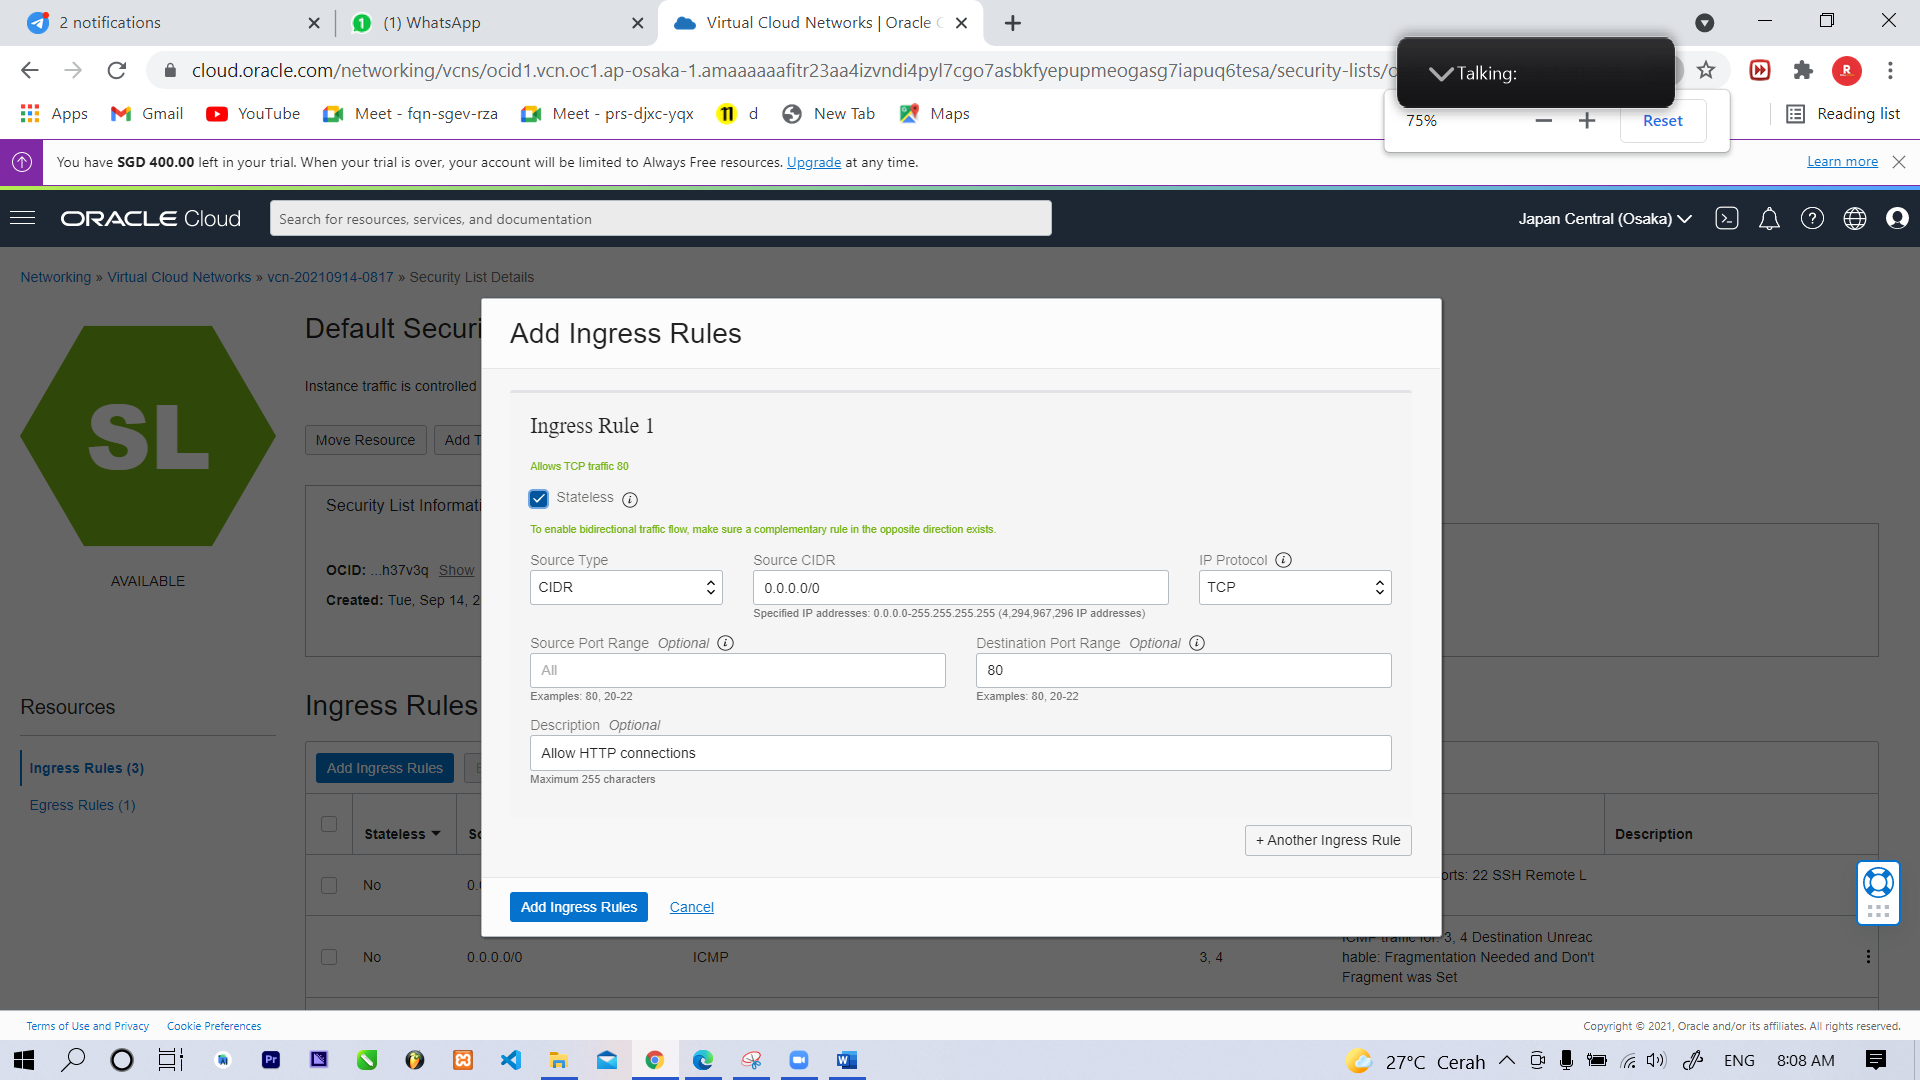 2 notifications
(1) WhatsApp
Virtual Cloud Networks | Oracle
cloud.oracle.com/networking/vcns/ocid1.vcn.oc1.ap-osaka-1.amaaaaaafitr23aa4izvndi4pyl7cgo7asbkfyepupmeogasg7iapuq6tesa/security-lists/
Talking:
R
Apps
Gmail
YouTube
Meet - fqn-sgev-rza
Meet - prs-djxc-yqx
d
New Tab
Maps
75%
Reset
Reading list
You have SGD 400.00 left in your trial. When your trial is over, your account will be limited to Always Free resources. Upgrade at any time.
Learn more
ORACLE Cloud
Search for resources, services, and documentation
Japan Central (Osaka)
Networking » Virtual Cloud Networks » vcn-20210914-0817 » Security List Details
SL
AVAILABLE
Default Securi
Instance traffic is controlled
Move Resource
Add T
Security List Informati
OCID: ...h37v3q Show
Created: Tue, Sep 14, 2
Add Ingress Rules
Ingress Rule 1
Allows TCP traffic 80
Stateless
To enable bidirectional traffic flow, make sure a complementary rule in the opposite direction exists.
Source Type
CIDR
Source CIDR
0.0.0.0/0
Specified IP addresses: 0.0.0.0-255.255.255.255 (4,294,967,296 IP addresses)
IP Protocol
TCP
Source Port Range Optional
All
Examples: 80, 20-22
Destination Port Range Optional
80
Examples: 80, 20-22
Description Optional
Allow HTTP connections
Maximum 255 characters
+ Another Ingress Rule
Add Ingress Rules
Cancel
Resources
Ingress Rules (3)
Egress Rules (1)
Ingress Rules
Add Ingress Rules
Stateless
Description
No
orts: 22 SSH Remote L
No
0.0.0.0/0
ICMP
3, 4
ICMP traffic for: 3, 4 Destination Unreac
hable: Fragmentation Needed and Don't
Fragment was Set
Terms of Use and Privacy
Cookie Preferences
Copyright © 2021, Oracle and/or its affiliates. All rights reserved.
Pr
27°C Cerah
ENG
8:08 AM